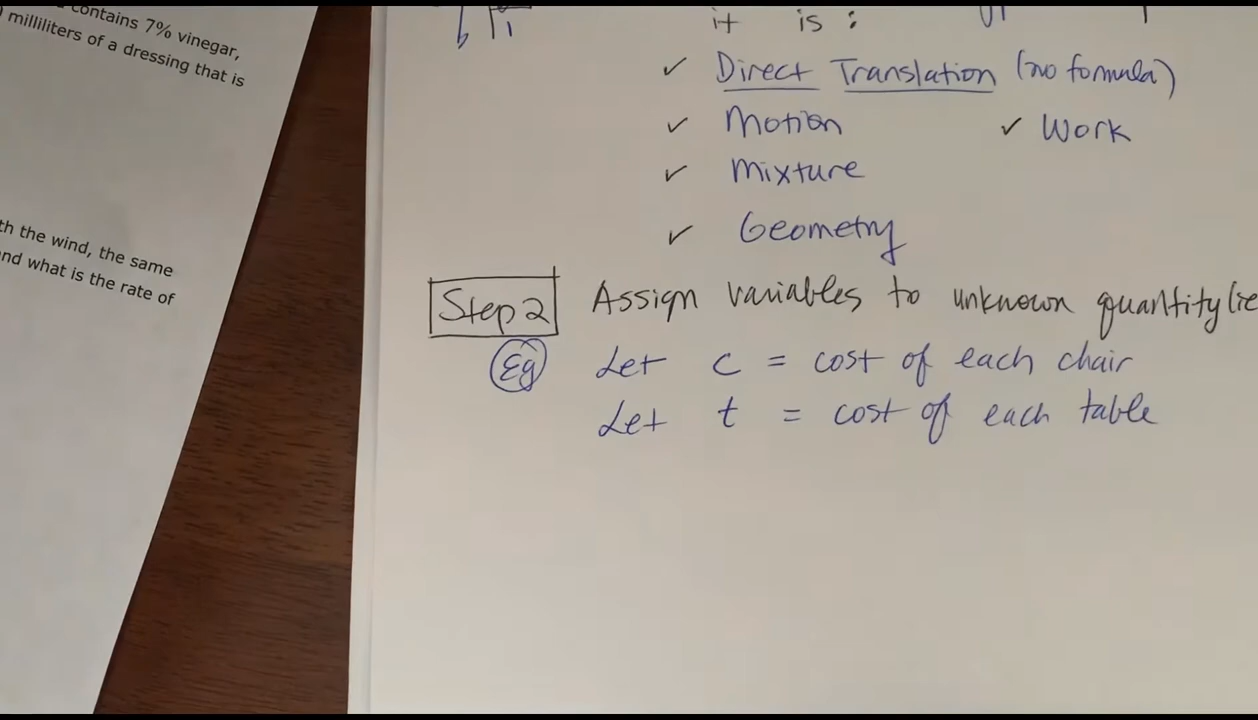 contains 7% vinegar,
milliliters of a dressing that is
th the wind, the same
nd what is the rate of
it is :
✓ Direct Translation (no formula)
✓ Motion ✓ Work
✓ Mixture
✓ Geometry
Step 2 Assign variables to unknown quantity(ie
Eg Let c = cost of each chair
Let t = cost of each table